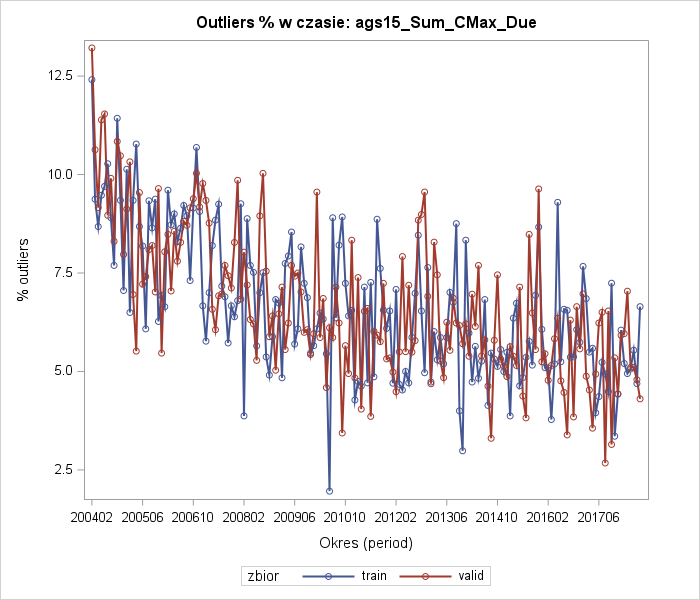 Outliers % w czasie: ags15_Sum_CMax_Due
% outliers
12.5
10.0
7.5
5.0
2.5
200402 200506 200610 200802 200906 201010 201202 201306 201410 201602 201706
Okres (period)
zbior train valid